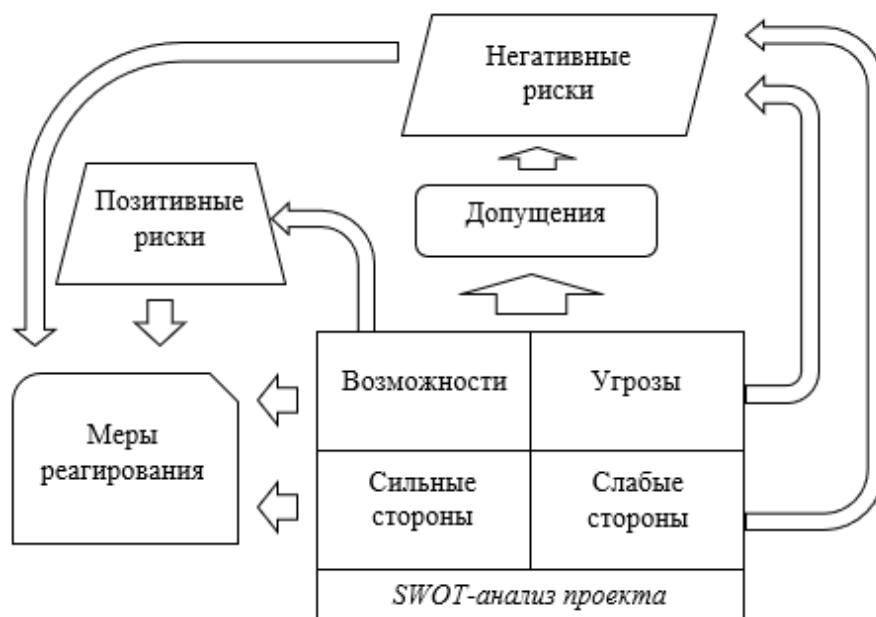 Негативные
риски
Позитивные
риски
Допущения
Возможности
Угрозы
Меры
реагирования
Сильные
стороны
Слабые
стороны
SWOT-анализ проекта